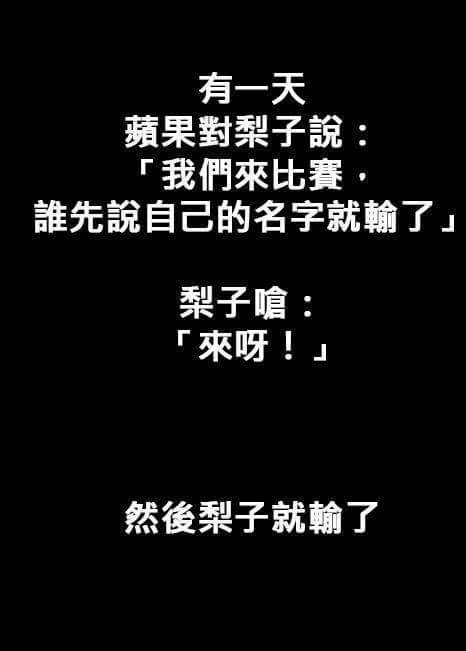 有一天
蘋果對梨子說：
「我們來比賽，
誰先說自己的名字就輸了」
梨子嗆：
「來呀！」
然後梨子就輸了